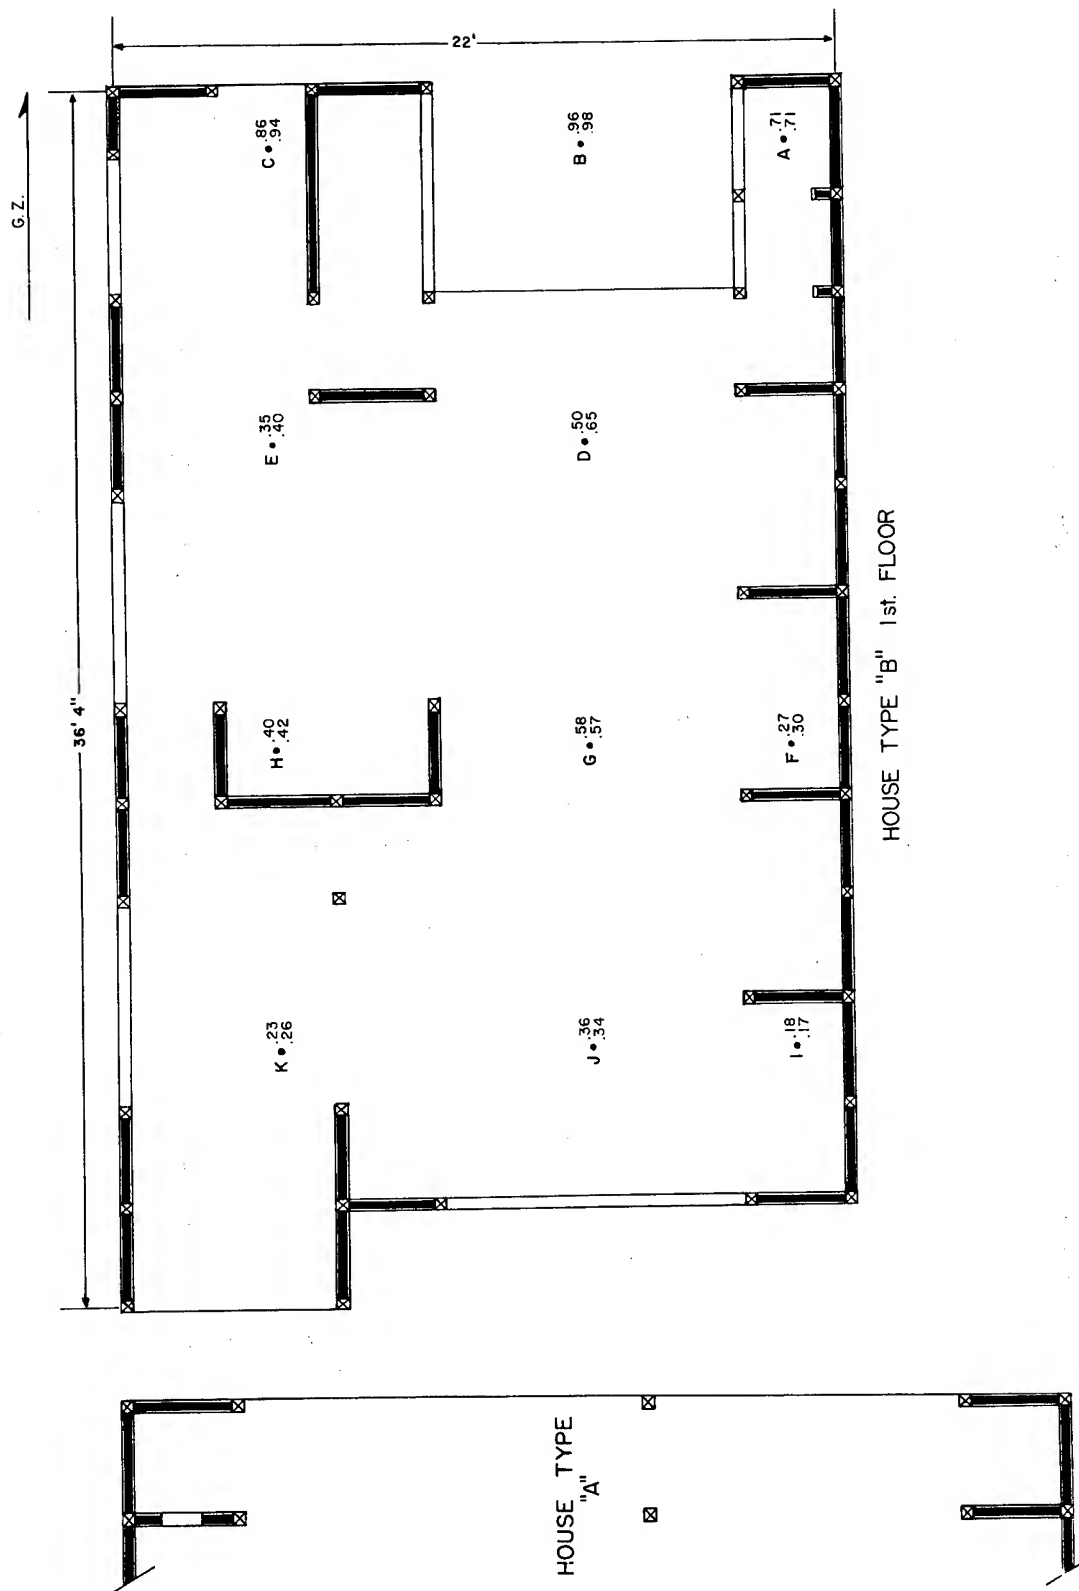 22'
G. Z.
36' 4"
C • .86
.94
B • .96
.98
A • .71
.71
E • .35
.40
D • .50
.65
H • .40
.42
G • .58
.57
F • .27
.30
K • .23
.26
J • .36
.34
I • .18
.17
HOUSE TYPE "B" 1st. FLOOR
HOUSE TYPE
"A"